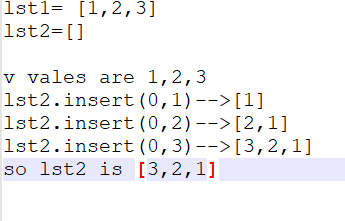 lst1= [1,2,3]
lst2=[]
v vales are 1,2,3
lst2.insert(0,1)-->[1]
lst2.insert(0,2)-->[2,1]
lst2.insert(0,3)-->[3,2,1]
so lst2 is [3,2,1]